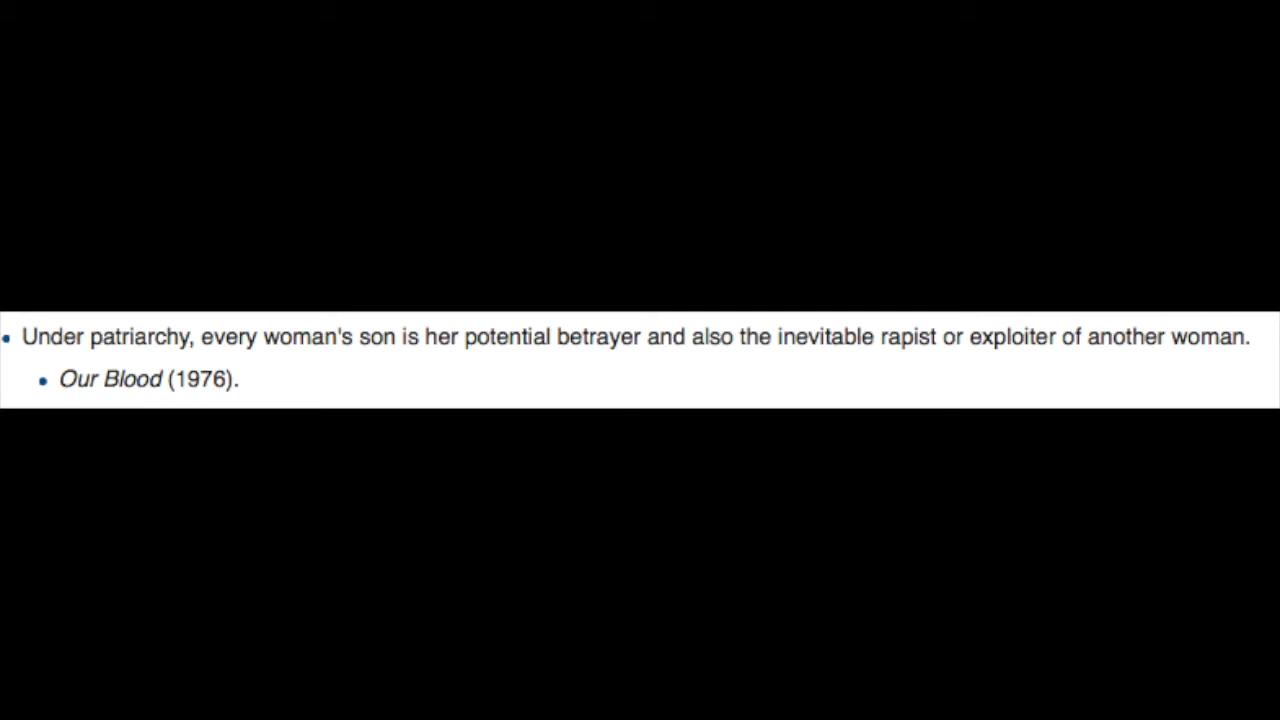 Under patriarchy, every woman's son is her potential betrayer and also the inevitable rapist or exploiter of another woman.
Our Blood (1976).